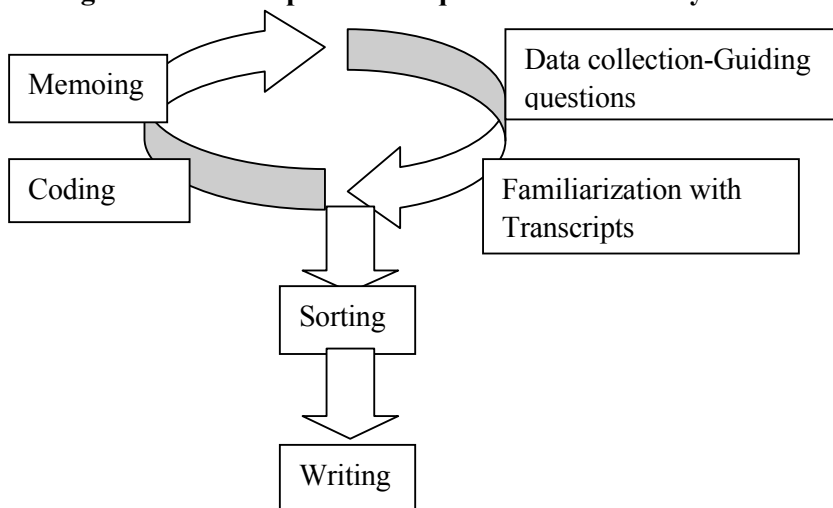 Memoing
Data collection-Guiding
questions
Coding
Familiarization with
Transcripts
Sorting
Writing